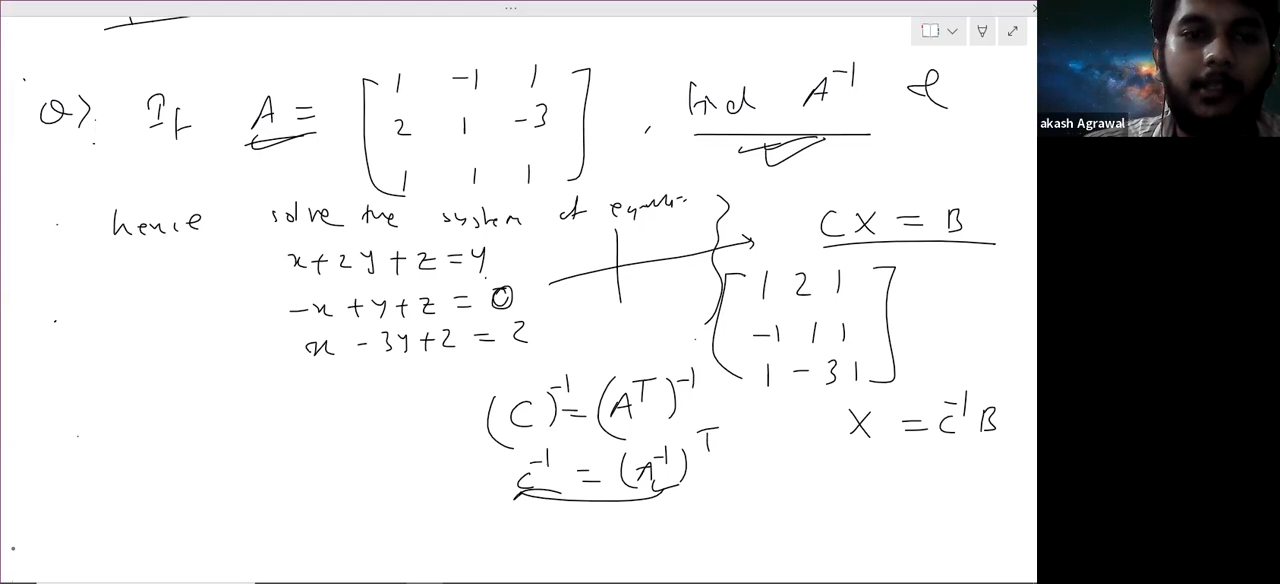 Q> If A = [ 1 -1 1
2 1 -3
1 1 1 ] , find A⁻¹ &
hence solve the system of
x + 2y + z = 4
-x + y + z = 0
x - 3y + z = 2
CX = B
[ 1 2 1
-1 1 1
1 -3 1 ]
X = C⁻¹ B
(C)⁻¹ = (Aᵀ)⁻¹
C⁻¹ = (A⁻¹)ᵀ
akash Agrawal